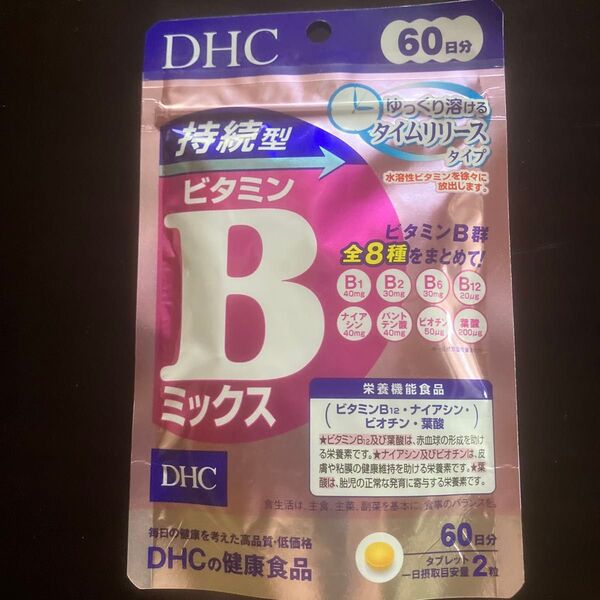 DHC
60日分
持続型
ゆっくり溶ける
タイムリリース
タイプ
水溶性ビタミンを徐々に
放出します。
ビタミン
B
ミックス
ビタミンB群
全8種をまとめて!
B1 40mg B2 30mg B6 30mg B12 20μg
ナイアシン 40mg パントテン酸 40mg ビオチン 50μg 葉酸 200μg
栄養機能食品
(ビタミンB12・ナイアシン・
ビオチン・葉酸)
★ビタミンB12及び葉酸は、赤血球の形成を助け
る栄養素です。★ナイアシン及びビオチンは、皮
膚や粘膜の健康維持を助ける栄養素です。★葉
酸は、胎児の正常な発育に寄与する栄養素です。
DHC
食生活は、主食、主菜、副菜を基本に、食事のバランスを。
毎日の健康を考えた高品質・低価格
DHCの健康食品
60日分
タブレット
一日摂取目安量2粒